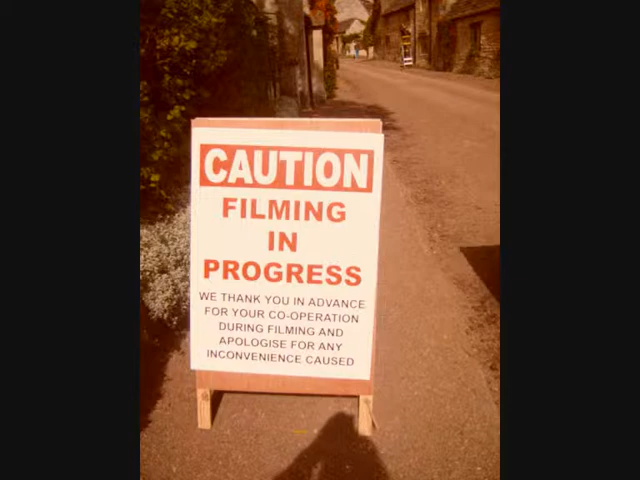 CAUTION
FILMING
IN
PROGRESS
WE THANK YOU IN ADVANCE
FOR YOUR CO-OPERATION
DURING FILMING AND
APOLOGISE FOR ANY
INCONVENIENCE CAUSED